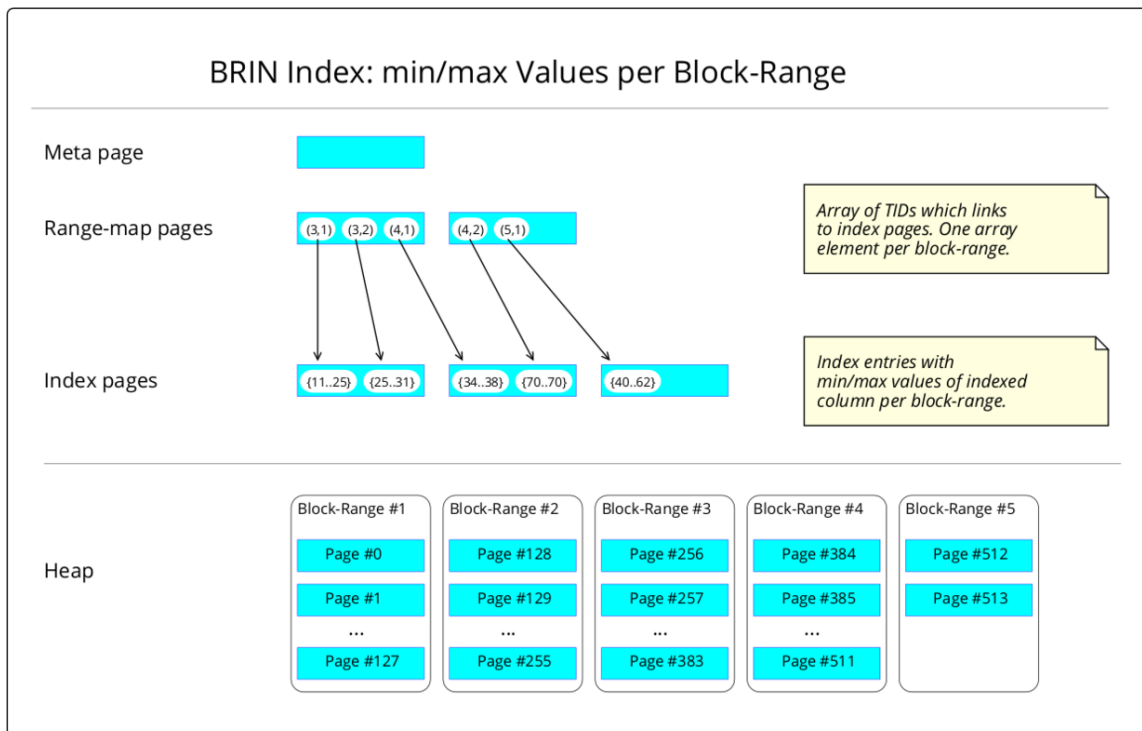 BRIN Index: min/max Values per Block-Range
Meta page
Range-map pages
(3,1) (3,2) (4,1) (4,2) (5,1)
Array of TIDs which links
to index pages. One array
element per block-range.
Index pages
{11..25} {25..31} {34..38} {70..70} {40..62}
Index entries with
min/max values of indexed
column per block-range.
Heap
Block-Range #1
Page #0
Page #1
...
Page #127
Block-Range #2
Page #128
Page #129
...
Page #255
Block-Range #3
Page #256
Page #257
...
Page #383
Block-Range #4
Page #384
Page #385
...
Page #511
Block-Range #5
Page #512
Page #513